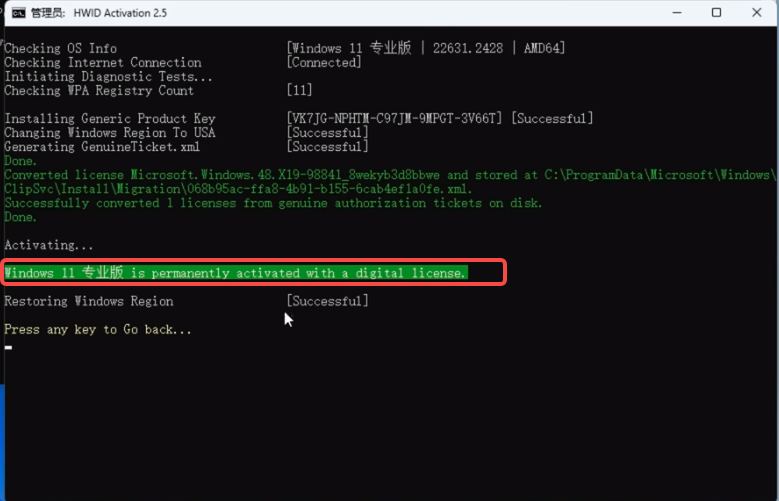 管理员: HWID Activation 2.5
Checking OS Info [Windows 11 专业版 | 22631.2428 | AMD64]
Checking Internet Connection [Connected]
Initiating Diagnostic Tests...
Checking WPA Registry Count [11]
Installing Generic Product Key [VK7JG-NPHTM-C97JM-9MPGT-3V66T] [Successful]
Changing Windows Region To USA [Successful]
Generating GenuineTicket.xml [Successful]
Done.
Converted license Microsoft.Windows.48.X19-98841_8wekyb3d8bbwe and stored at C:\ProgramData\Microsoft\Windows\
ClipSvc\Install\Migration\068b95ac-ffa8-4b91-b155-6cab4ef1a0fe.xml.
Successfully converted 1 licenses from genuine authorization tickets on disk.
Done.
Activating...
Windows 11 专业版 is permanently activated with a digital license.
Restoring Windows Region [Successful]
Press any key to Go back...